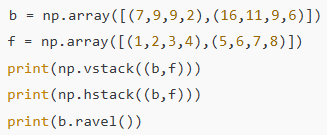 b = np.array([(7,9,9,2),(16,11,9,6)])
f = np.array([(1,2,3,4),(5,6,7,8)])
print(np.vstack((b,f)))
print(np.hstack((b,f)))
print(b.ravel())